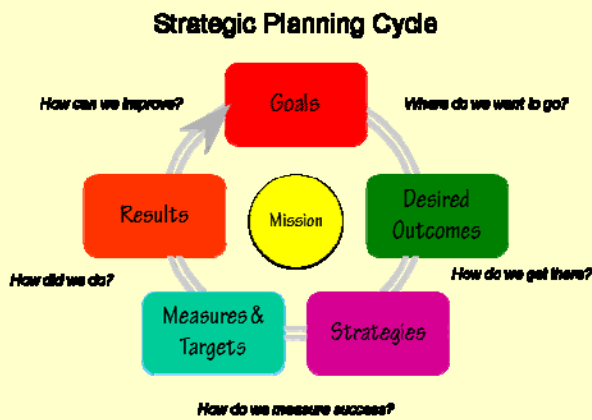 Strategic Planning Cycle
Goals
How can we improve?
Where do we want to go?
Results
Mission
Desired
Outcomes
How did we do?
How do we get there?
Measures &
Targets
Strategies
How do we measure success?